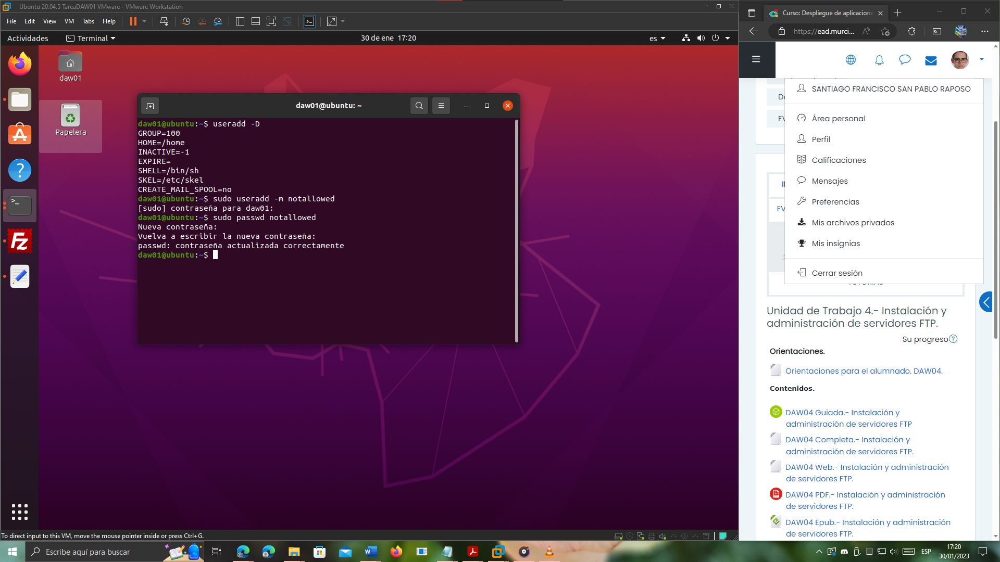 Ubuntu 20.04.5 TareaDAW01 VMware - VMware Workstation
File Edit View VM Tabs Help
Actividades
Terminal
30 de ene 17:20
es
daw01
Papelera
daw01@ubuntu: ~
daw01@ubuntu:~$ useradd -D
GROUP=100
HOME=/home
INACTIVE=-1
EXPIRE=
SHELL=/bin/sh
SKEL=/etc/skel
CREATE_MAIL_SPOOL=no
daw01@ubuntu:~$ sudo useradd -m notallowed
[sudo] contraseña para daw01:
daw01@ubuntu:~$ sudo passwd notallowed
Nueva contraseña:
Vuelva a escribir la nueva contraseña:
passwd: contraseña actualizada correctamente
daw01@ubuntu:~$
To direct input to this VM, move the mouse pointer inside or press Ctrl+G.
Curso: Despliegue de aplicacione
https://ead.murci...
SANTIAGO FRANCISCO SAN PABLO RAPOSO
Área personal
Perfil
Calificaciones
Mensajes
Preferencias
Mis archivos privados
Mis insignias
Cerrar sesión
Unidad de Trabajo 4.- Instalación y
administración de servidores FTP.
Su progreso
Orientaciones.
Orientaciones para el alumnado. DAW04.
Contenidos.
DAW04 Guiada.- Instalación y
administración de servidores FTP
DAW04 Completa.- Instalación y
administración de servidores FTP.
DAW04 Web.- Instalación y administración
de servidores FTP.
DAW04 PDF.- Instalación y administración
de servidores FTP.
DAW04 Epub.- Instalación y administración
de servidores FTP.
Escribe aquí para buscar
ESP
17:20
30/01/2023